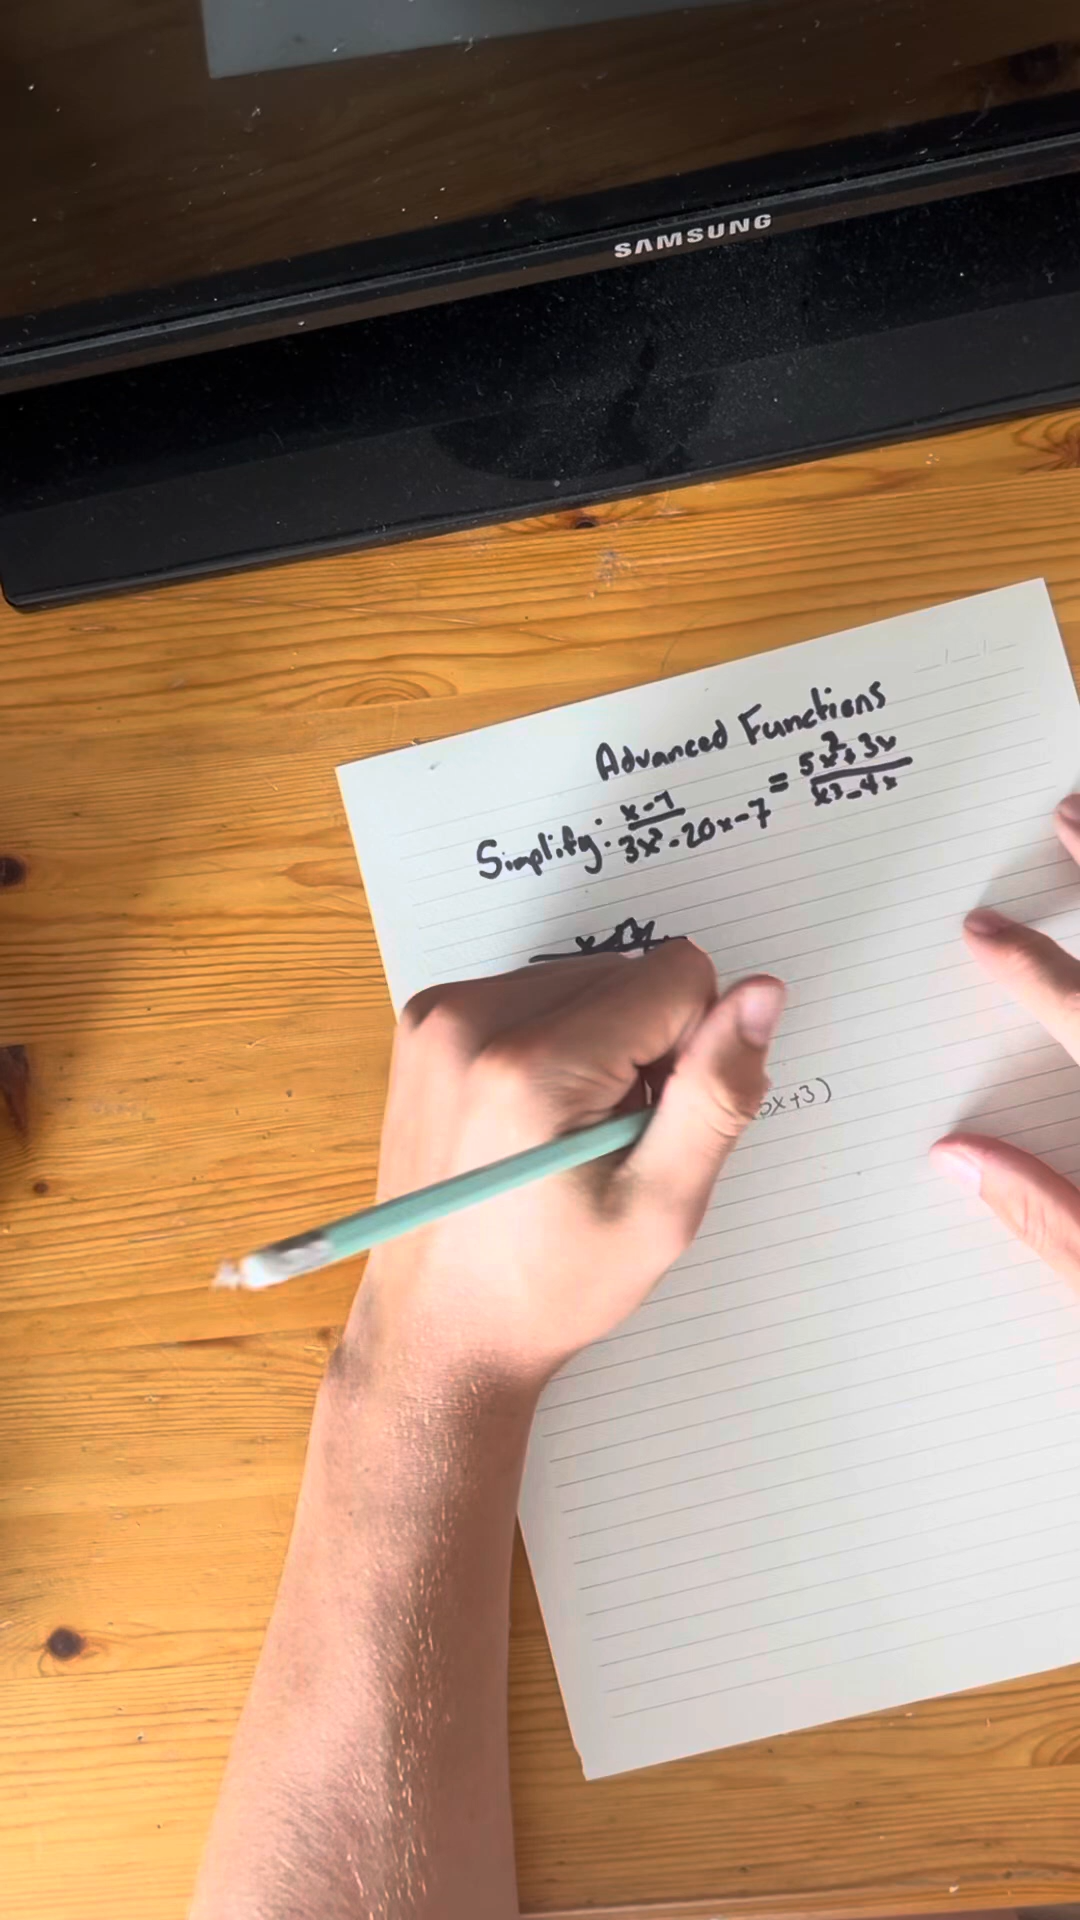 SAMSUNG
Advanced Functions
Simplify: x-7/3x²-20x-7 = 5x²+3x/x³-4x
5x+3)